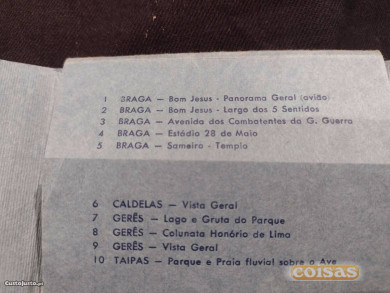 1 BRAGA — Bom Jesus - Panorama Geral (avião)
2 BRAGA — Bom Jesus - Largo dos 5 Sentidos
3 BRAGA — Avenida dos Combatentes da G. Guerra
4 BRAGA — Estádio 28 de Maio
5 BRAGA — Sameiro - Templo
6 CALDELAS — Vista Geral
7 GERÊS — Lago e Gruta do Parque
8 GERÊS — Colunata Honório de Lima
9 GERÊS — Vista Geral
10 TAIPAS — Parque e Praia fluvial sobre o Ave
coisas
CustoJusto.pt